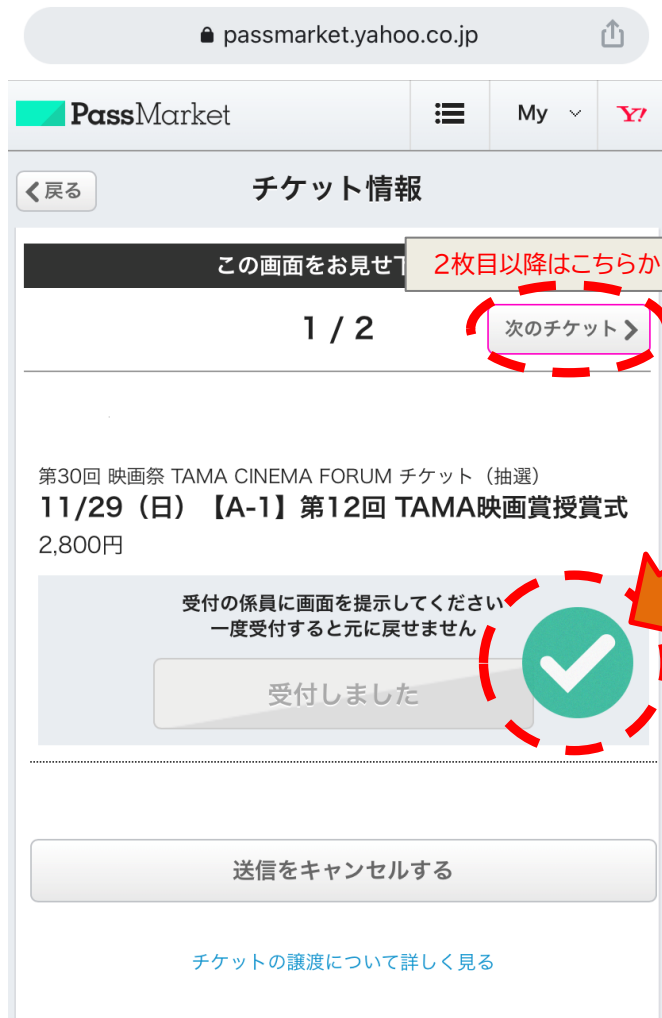 passmarket.yahoo.co.jp
PassMarket
My
Y!
戻る
チケット情報
この画面をお見せ
2枚目以降はこちらか
1 / 2
次のチケット
第30回 映画祭 TAMA CINEMA FORUM チケット（抽選）
11/29（日）【A-1】第12回 TAMA映画賞授賞式
2,800円
受付の係員に画面を提示してください
一度受付すると元に戻せません
受付しました
送信をキャンセルする
チケットの譲渡について詳しく見る